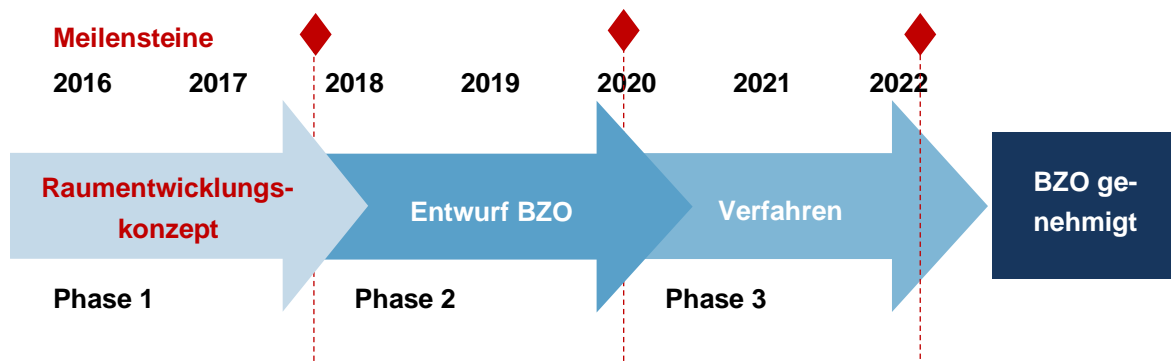 Meilensteine
2016 2017 2018 2019 2020 2021 2022
Raumentwicklungs-
konzept
Entwurf BZO
Verfahren
BZO ge-
nehmigt
Phase 1 Phase 2 Phase 3